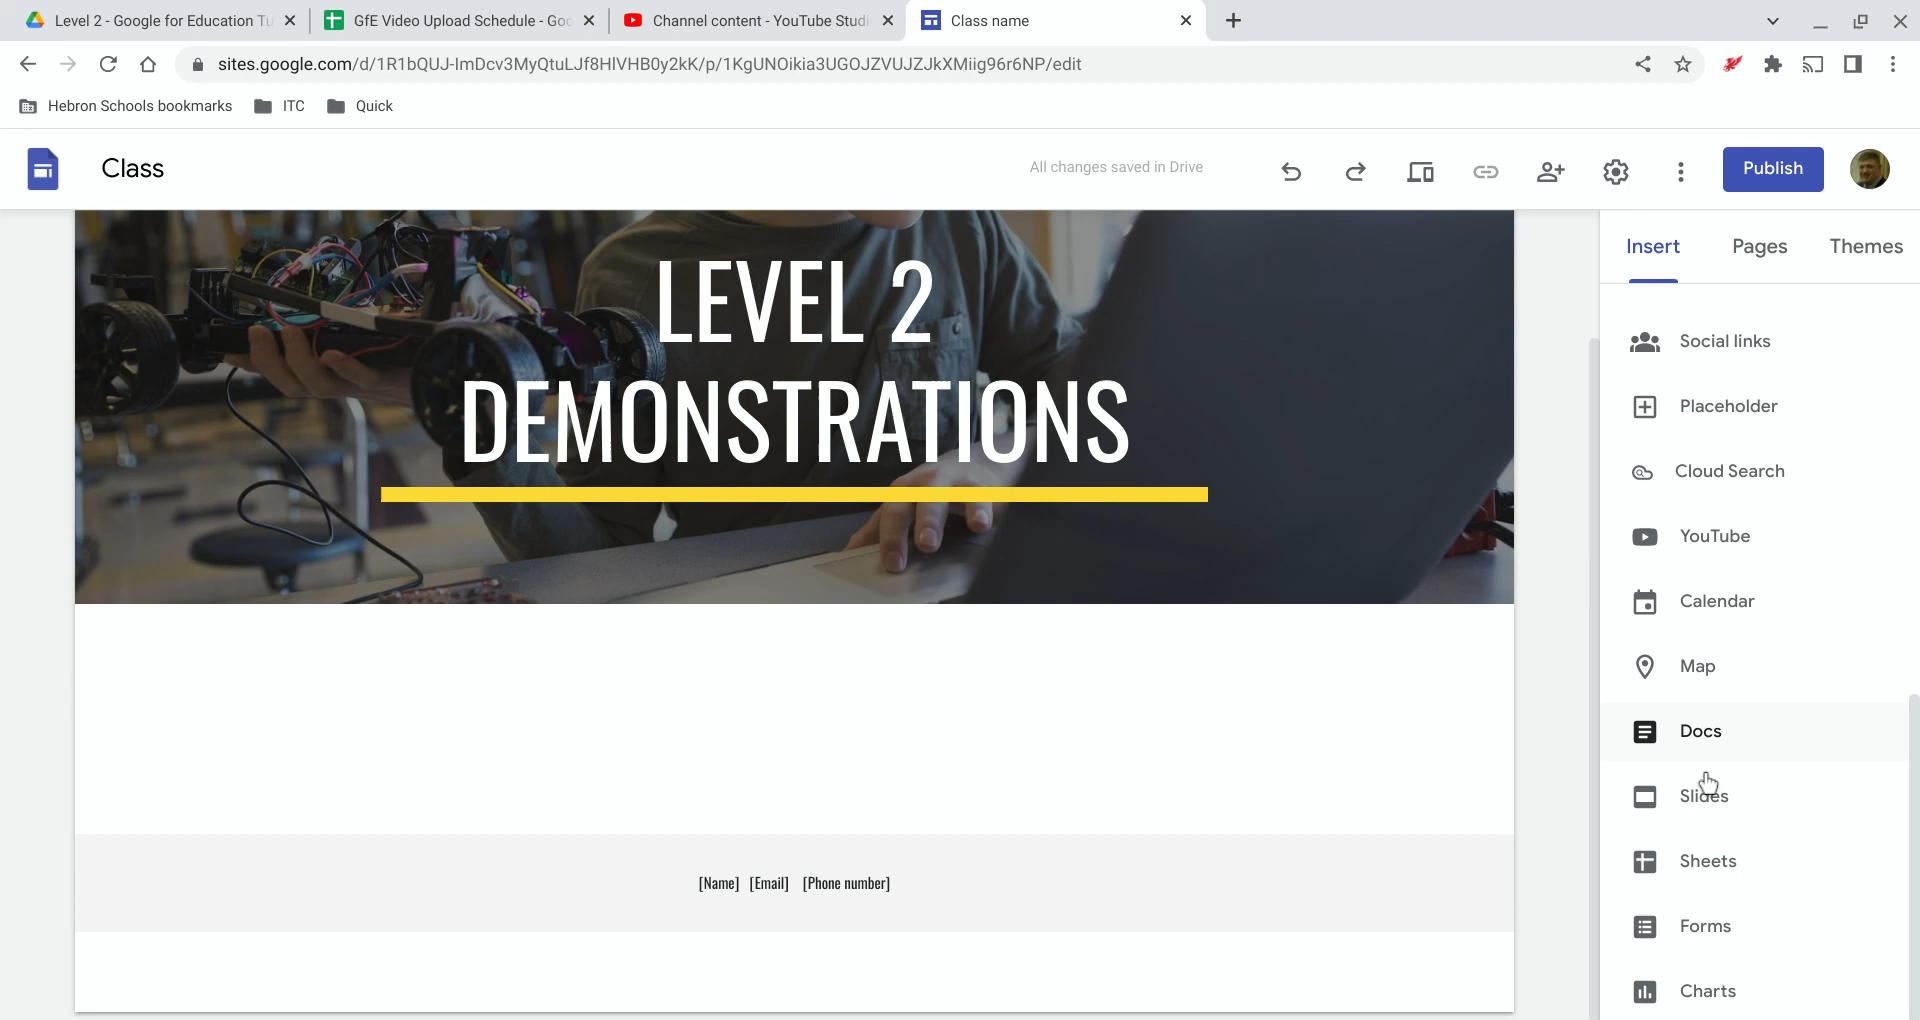 Level 2 - Google for Education Tu
GfE Video Upload Schedule - Goo
Channel content - YouTube Studi
Class name
sites.google.com/d/1R1bQUJ-ImDcv3MyQtuLJf8HlVHB0y2kK/p/1KgUNOikia3UGOJZVUJZJkXMiig96r6NP/edit
Hebron Schools bookmarks
ITC
Quick
Class
All changes saved in Drive
Publish
LEVEL 2
DEMONSTRATIONS
[Name] [Email] [Phone number]
Insert
Pages
Themes
Social links
Placeholder
Cloud Search
YouTube
Calendar
Map
Docs
Slides
Sheets
Forms
Charts